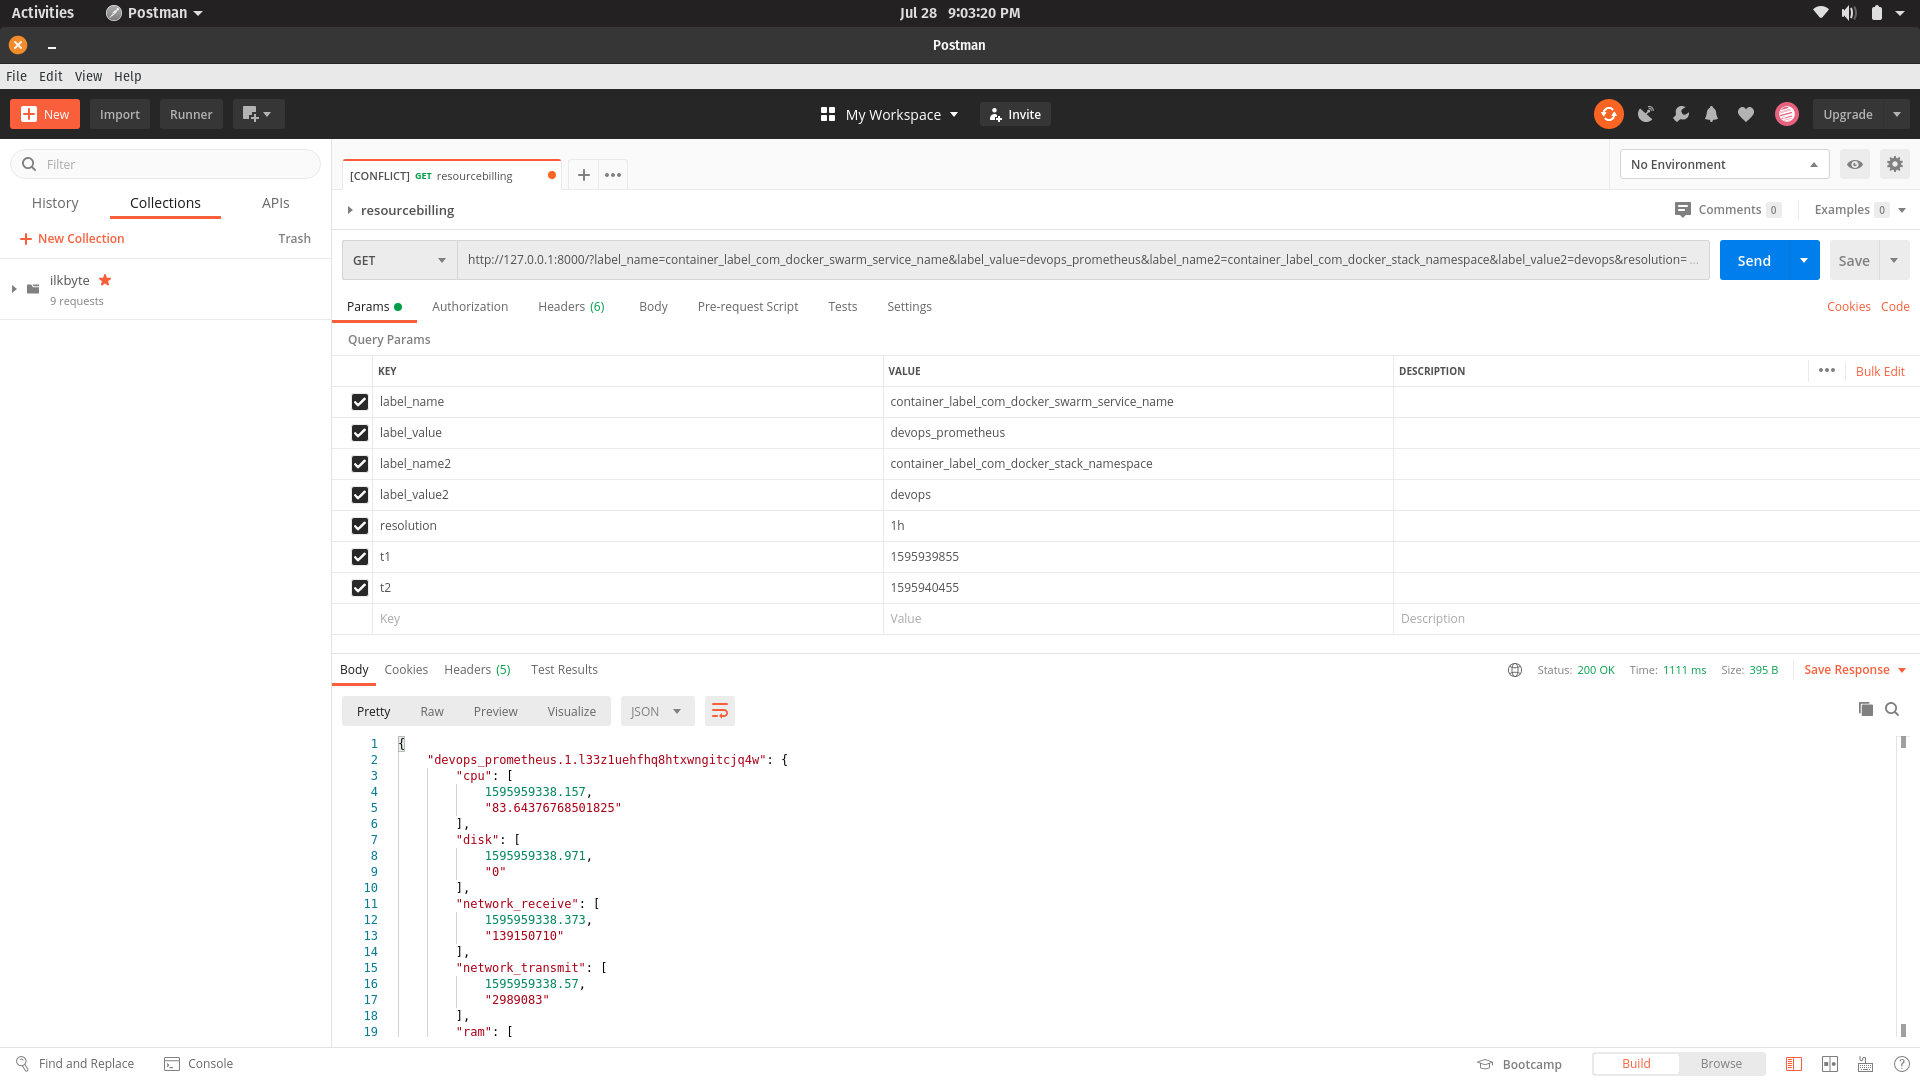 Activities Postman Jul 28 9:03:20 PM
Postman
File Edit View Help
New Import Runner My Workspace Invite Upgrade
Filter
History Collections APIs
New Collection Trash
ilkbyte
9 requests
[CONFLICT] GET resourcebilling
No Environment
resourcebilling Comments 0 Examples 0
GET http://127.0.0.1:8000/?label_name=container_label_com_docker_swarm_service_name&label_value=devops_prometheus&label_name2=container_label_com_docker_stack_namespace&label_value2=devops&resolution= ... Send Save
Params Authorization Headers (6) Body Pre-request Script Tests Settings Cookies Code
Query Params
KEY VALUE DESCRIPTION Bulk Edit
label_name container_label_com_docker_swarm_service_name
label_value devops_prometheus
label_name2 container_label_com_docker_stack_namespace
label_value2 devops
resolution 1h
t1 1595939855
t2 1595940455
Key Value Description
Body Cookies Headers (5) Test Results Status: 200 OK Time: 1111 ms Size: 395 B Save Response
Pretty Raw Preview Visualize JSON
1 {
2 "devops_prometheus.1.l33z1uehfhq8htxwngitcjq4w": {
3 "cpu": [
4 1595959338.157,
5 "83.64376768501825"
6 ],
7 "disk": [
8 1595959338.971,
9 "0"
10 ],
11 "network_receive": [
12 1595959338.373,
13 "139150710"
14 ],
15 "network_transmit": [
16 1595959338.57,
17 "2989083"
18 ],
19 "ram": [
Find and Replace Console Bootcamp Build Browse